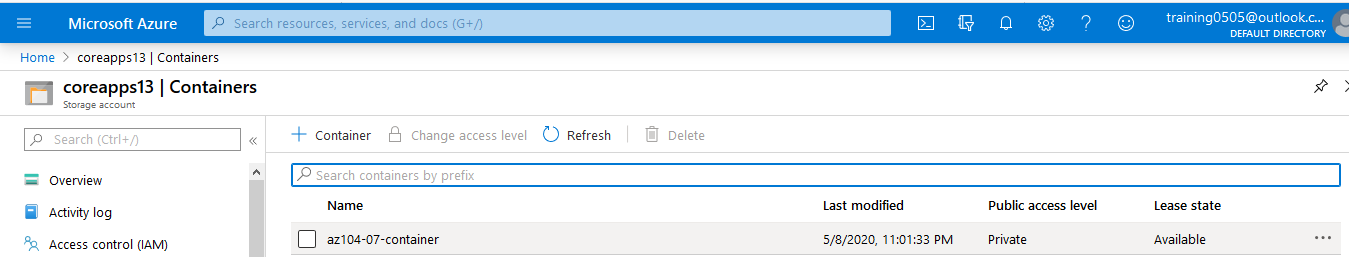 Microsoft Azure Search resources, services, and docs (G+/) training0505@outlook.c...
DEFAULT DIRECTORY
Home > coreapps13 | Containers
coreapps13 | Containers
Storage account
Search (Ctrl+/) «
+ Container Change access level Refresh Delete
Search containers by prefix
Overview
Activity log
Access control (IAM)
Name Last modified Public access level Lease state
az104-07-container 5/8/2020, 11:01:33 PM Private Available ...